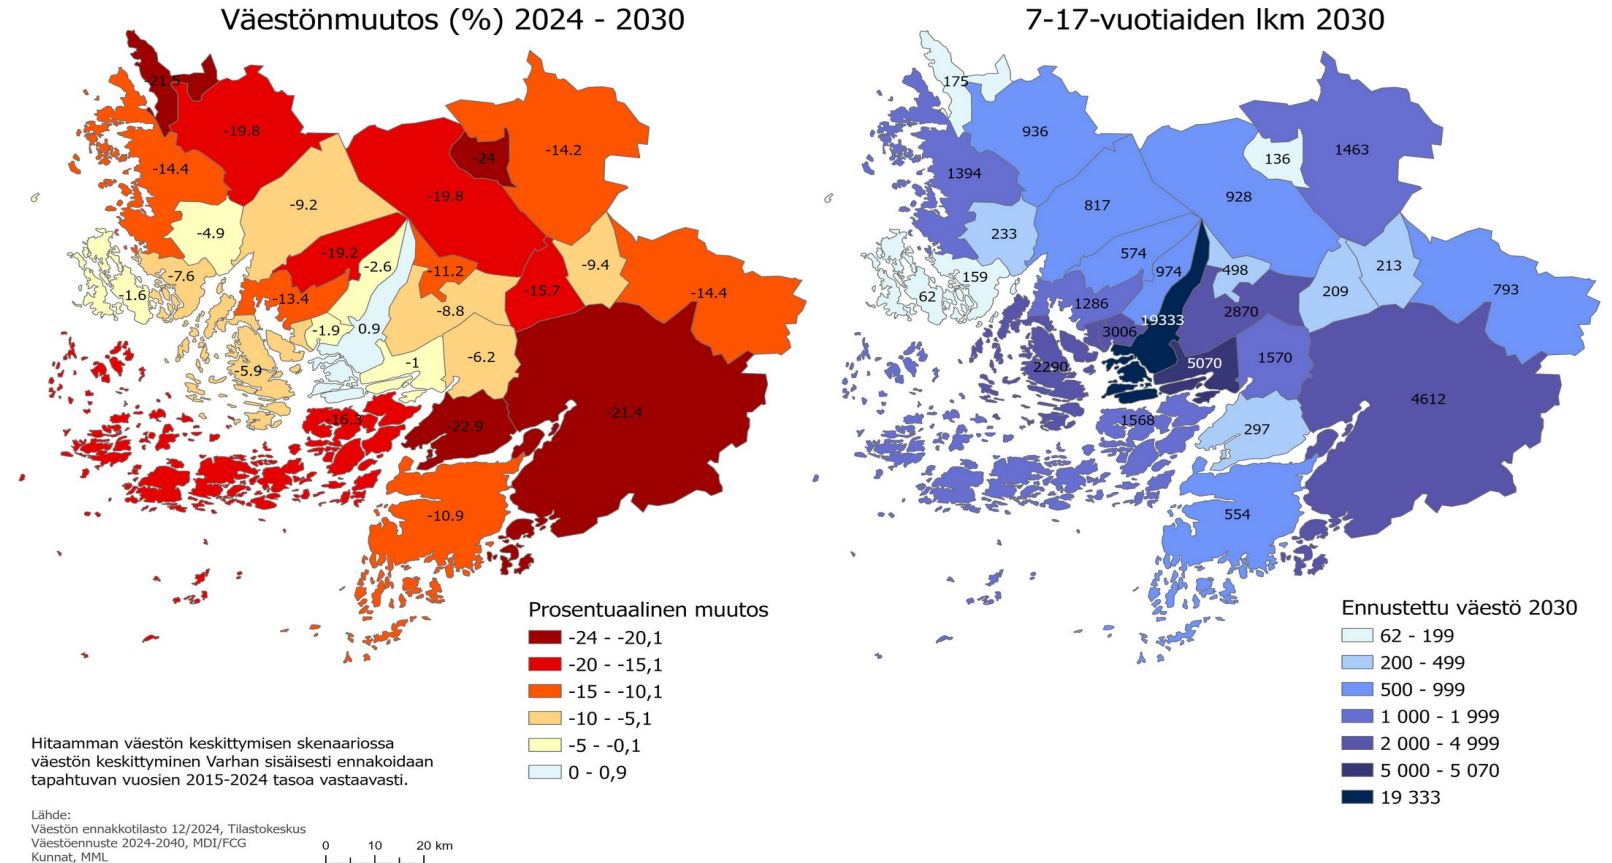 Väestönmuutos (%) 2024 - 2030
-21.5
-19.8
-14.4
-24
-14.2
-19.8
-9.2
-4.9
-19.2
-2.6
-11.2
-9.4
-7.6
-1.6
-13.4
-15.7
-14.4
-8.8
-1.9
0.9
-1
-6.2
-5.9
-16.3
-22.9
-21.4
-10.9
Prosentuaalinen muutos
-24 - -20,1
-20 - -15,1
-15 - -10,1
-10 - -5,1
-5 - -0,1
0 - 0,9
Hitaamman väestön keskittymisen skenaariossa
väestön keskittyminen Varhan sisäisesti ennakoidaan
tapahtuvan vuosien 2015-2024 tasoa vastaavasti.
Lähde:
Väestön ennakkotilasto 12/2024, Tilastokeskus
Väestöennuste 2024-2040, MDI/FCG
Kunnat, MML
0 10 20 km
7-17-vuotiaiden lkm 2030
175
936
1394
136
1463
928
817
233
574
974
498
213
159
62
1286
209
793
2870
3006
19333
5070
1570
2290
1568
297
4612
554
Ennustettu väestö 2030
62 - 199
200 - 499
500 - 999
1 000 - 1 999
2 000 - 4 999
5 000 - 5 070
19 333